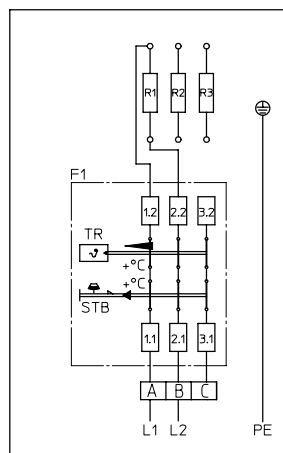 R1 R2 R3
F1
1.2 2.2 3.2
TR
ϑ
+°C
+°C
STB
1.1 2.1 3.1
A B C
L1 L2 PE